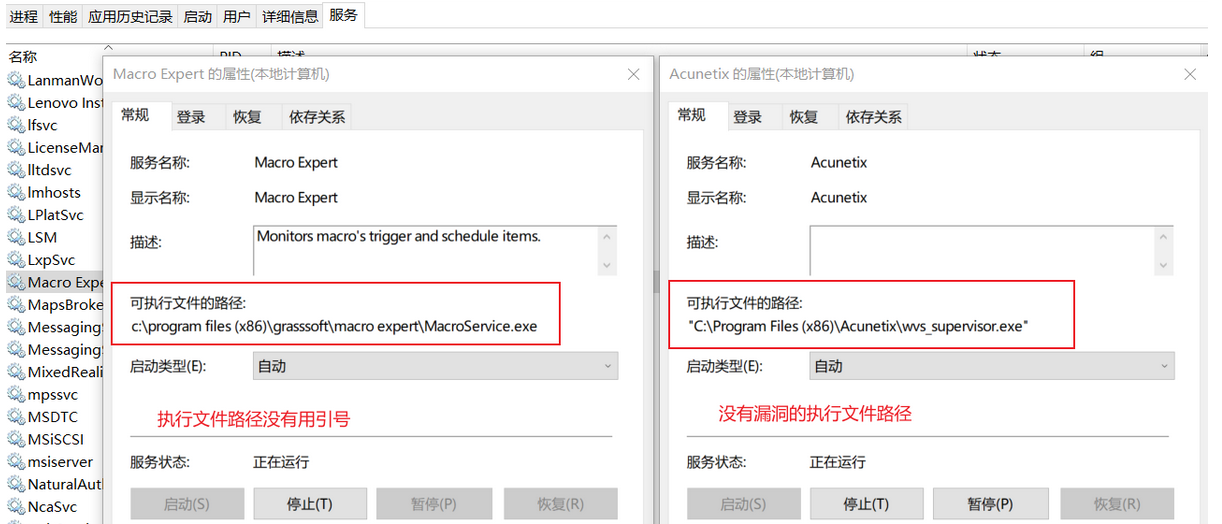 进程 性能 应用历史记录 启动 用户 详细信息 服务
名称 PID 描述 状态 组
LanmanWo
Lenovo Inst
lfsvc
LicenseMan
lltdsvc
lmhosts
LPlatSvc
LSM
LxpSvc
Macro Expe
MapsBroke
Messaging
Messaging
MixedReali
mpssvc
MSDTC
MSiSCSI
msiserver
NaturalAuth
NcaSvc
Macro Expert 的属性(本地计算机)
常规 登录 恢复 依存关系
服务名称: Macro Expert
显示名称: Macro Expert
描述: Monitors macro's trigger and schedule items.
可执行文件的路径:
c:\program files (x86)\grasssoft\macro expert\MacroService.exe
启动类型(E): 自动
执行文件路径没有用引号
服务状态: 正在运行
启动(S) 停止(T) 暂停(P) 恢复(R)
Acunetix 的属性(本地计算机)
常规 登录 恢复 依存关系
服务名称: Acunetix
显示名称: Acunetix
描述:
可执行文件的路径:
"C:\Program Files (x86)\Acunetix\wvs_supervisor.exe"
启动类型(E): 自动
没有漏洞的执行文件路径
服务状态: 正在运行
启动(S) 停止(T) 暂停(P) 恢复(R)